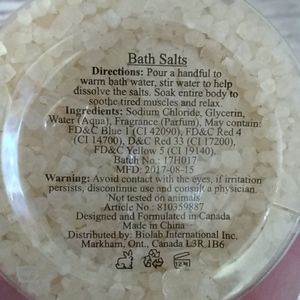 Bath Salts
Directions: Pour a handful to
warm bath water, stir water to help
dissolve the salts. Soak entire body to
soothe tired muscles and relax.
Ingredients: Sodium Chloride, Glycerin,
Water (Aqua), Fragrance (Parfum), May contain:
FD&C Blue 1 (CI 42090), FD&C Red 4
(CI 14700), D&C Red 33 (CI 17200),
FD&C Yellow 5 (CI 19140).
Batch No.: 17H017
MFD: 2017-08-15
Warning: Avoid contact with the eyes, if irritation
persists, discontinue use and consult a physician.
Not tested on animals
Article No.: 810359887
Designed and Formulated in Canada
Made in China
Distributed by: Biolab International Inc.
Markham, Ont., Canada L3R 1B6
12M